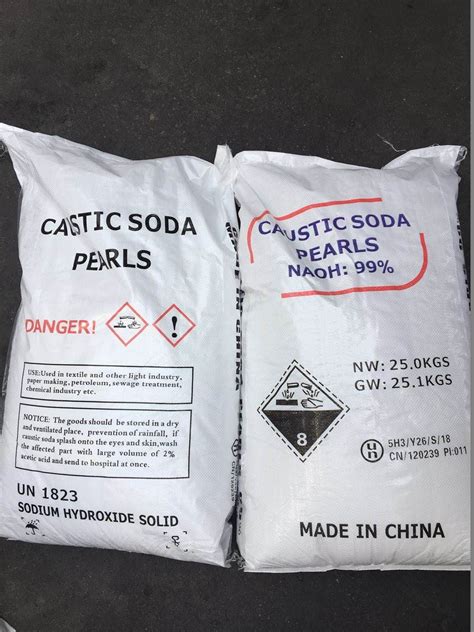 CAUSTIC SODA
PEARLS
DANGER!
USE:Used in textile and other light industry,
paper making, petroleum, sewage treatment,
chemical industry etc.
NOTICE: The goods should be stored in a dry
and ventilated place, prevention of rainfall, if
caustic soda splash onto the eyes and skin,wash
the affected part with large volume of 2%
acetic acid and send to hospital at once.
UN 1823
SODIUM HYDROXIDE SOLID
CAUSTIC SODA
PEARLS
NAOH: 99%
NW: 25.0KGS
GW: 25.1KGS
8
5H3/Y26/S/18
CN/120239 PI:011
MADE IN CHINA